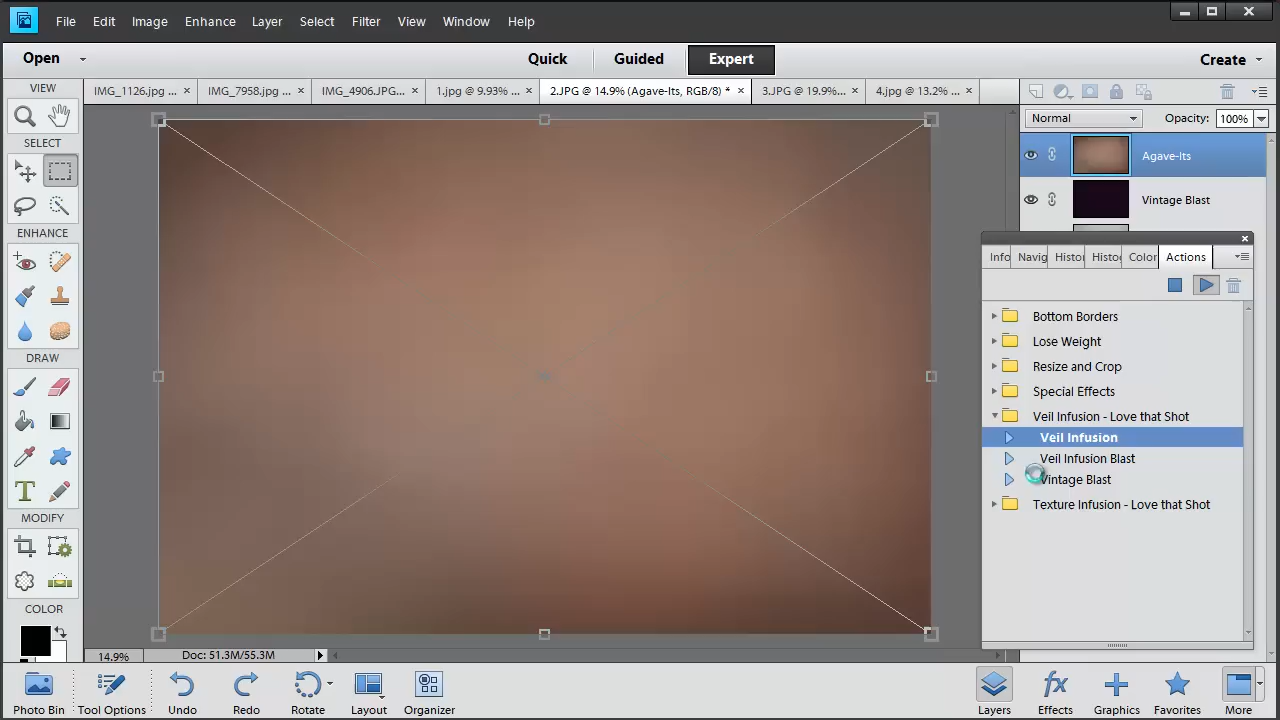 File Edit Image Enhance Layer Select Filter View Window Help
Open Quick Guided Expert Create
VIEW
IMG_1126.jpg ... × IMG_7958.jpg ... × IMG_4906.JPG... × 1.jpg @ 9.93% ... × 2.JPG @ 14.9% (Agave-Its, RGB/8) * × 3.JPG @ 19.9%... × 4.jpg @ 13.2% ... ×
Normal Opacity: 100%
SELECT
Agave-Its
Vintage Blast
ENHANCE
Info Navig Histor Histo Color Actions
Bottom Borders
Lose Weight
Resize and Crop
Special Effects
Veil Infusion - Love that Shot
Veil Infusion
Veil Infusion Blast
Vintage Blast
Texture Infusion - Love that Shot
DRAW
T
MODIFY
COLOR
14.9% Doc: 51.3M/55.3M
Photo Bin Tool Options Undo Redo Rotate Layout Organizer
fx
Layers Effects Graphics Favorites More